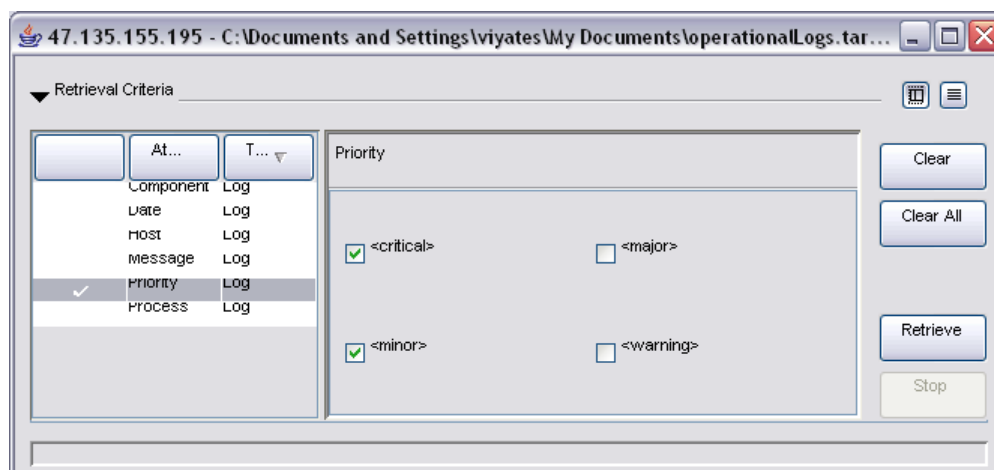 47.135.155.195 - C:\Documents and Settings\viyates\My Documents\operationalLogs.tar...
Retrieval Criteria
At... T...
Component Log
Date Log
Host Log
Message Log
Priority Log
Process Log
Priority
<critical> <major>
<minor> <warning>
Clear
Clear All
Retrieve
Stop